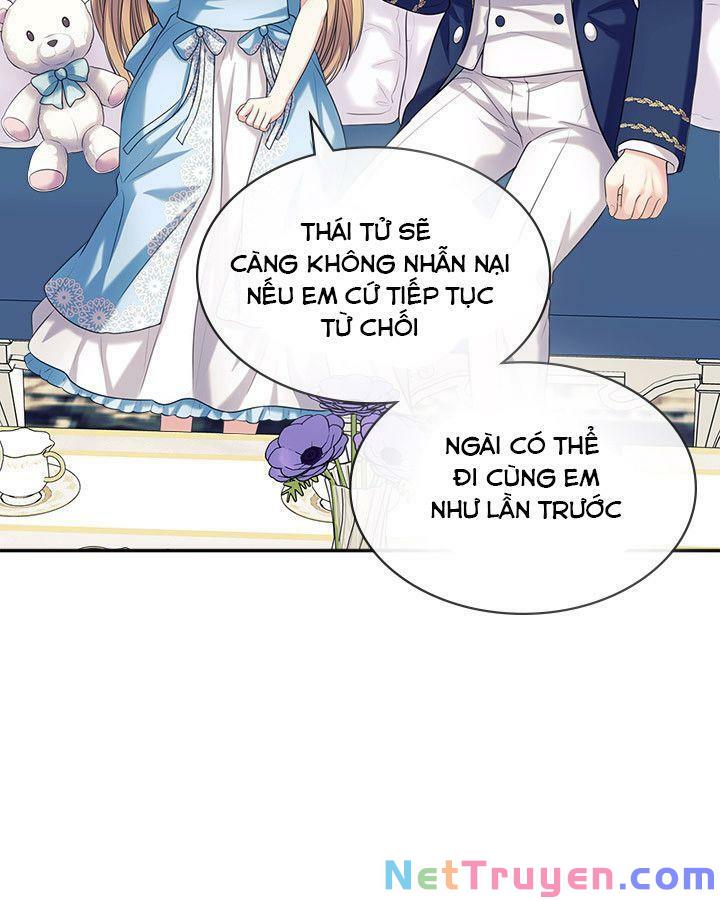 THÁI TỬ SẼ
CÀNG KHÔNG NHẪN NẠI
NẾU EM CỨ TIẾP TỤC
TỪ CHỐI
NGÀI CÓ THỂ
ĐI CÙNG EM
NHƯ LẦN TRƯỚC
NetTruyen.com